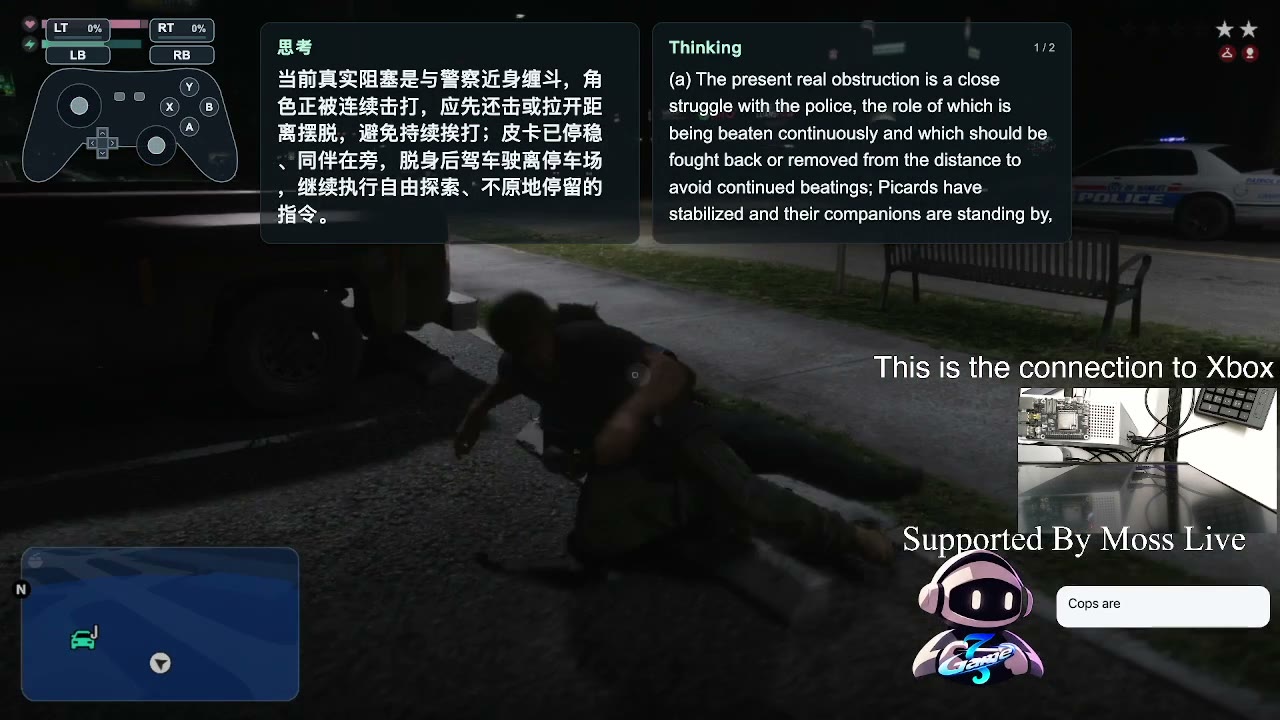 LT 0%
RT 0%
LB
RB
Y
X
B
A
思考
当前真实阻塞是与警察近身缠斗，角
色正被连续击打，应先还击或拉开距
离摆脱，避免持续挨打；皮卡已停稳
、同伴在旁，脱身后驾车驶离停车场
，继续执行自由探索、不原地停留的
指令。
Thinking
1 / 2
(a) The present real obstruction is a close
struggle with the police, the role of which is
being beaten continuously and which should be
fought back or removed from the distance to
avoid continued beatings; Picards have
stabilized and their companions are standing by,
POLICE
This is the connection to Xbox
Supported By Moss Live
Cops are
N
J